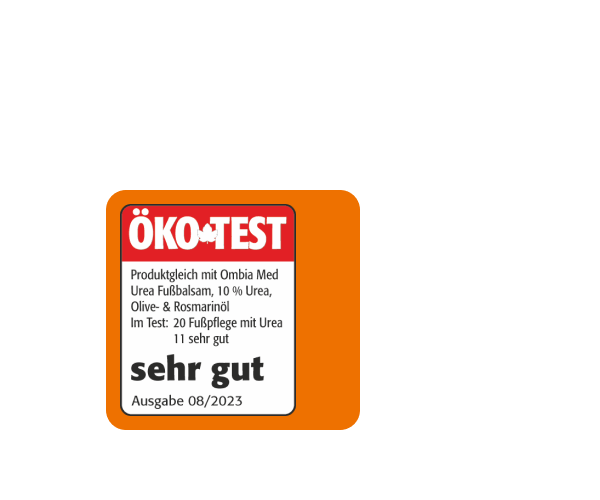 ÖKO TEST
Produktgleich mit Ombia Med
Urea Fußbalsam, 10 % Urea,
Olive- & Rosmarinöl
Im Test: 20 Fußpflege mit Urea
11 sehr gut
sehr gut
Ausgabe 08/2023